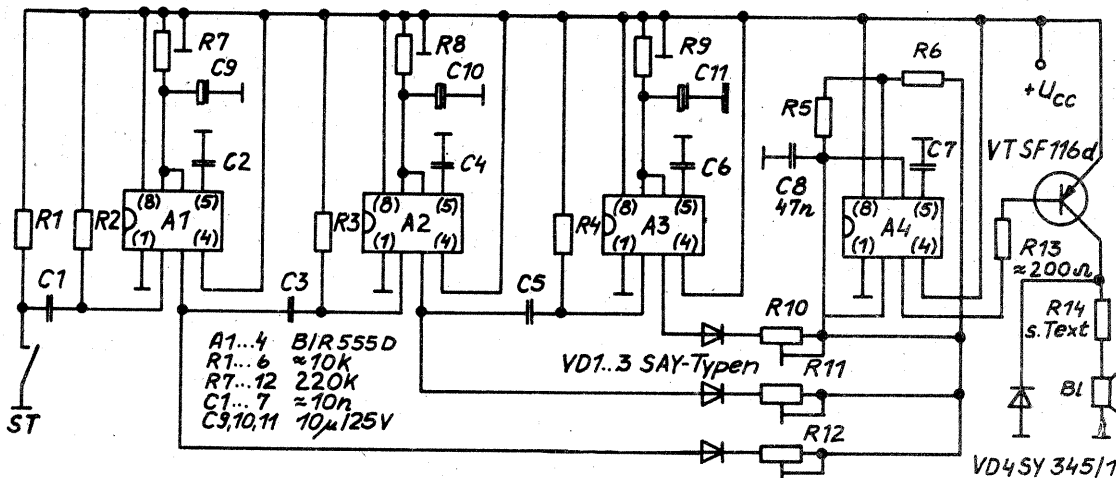 R7
C9
C2
(8)
(5)
A1
(1)
(4)
R1
R2
C1
ST
R8
C10
C4
(8)
(5)
A2
(1)
(4)
R3
C3
R9
C11
C6
(8)
(5)
A3
(1)
(4)
R4
C5
R5
R6
C8
47n
C7
(8)
(5)
A4
(1)
(4)
+Ucc
VT SF116d
R13
≈200Ω
R14
s.Text
Bl
VD4 SY 345/1
R10
VD1..3 SAY-Typen
R11
R12
A1...4 B/R 555 D
R1...6 ≈10K
R7...12 220K
C1...7 ≈10n
C9,10,11 10µ/25V